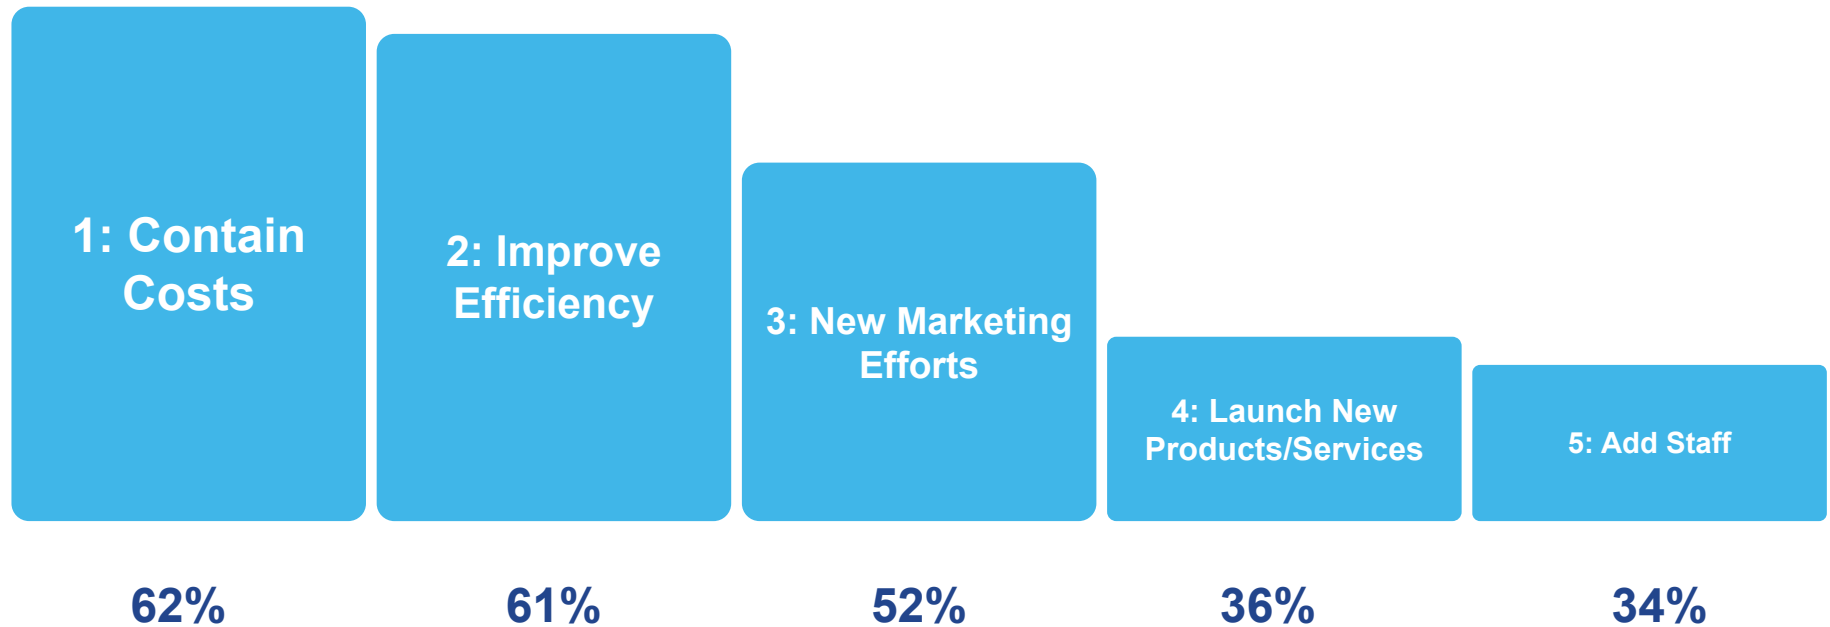 1: Contain
Costs
2: Improve
Efficiency
3: New Marketing
Efforts
4: Launch New
Products/Services
5: Add Staff
62%
61%
52%
36%
34%